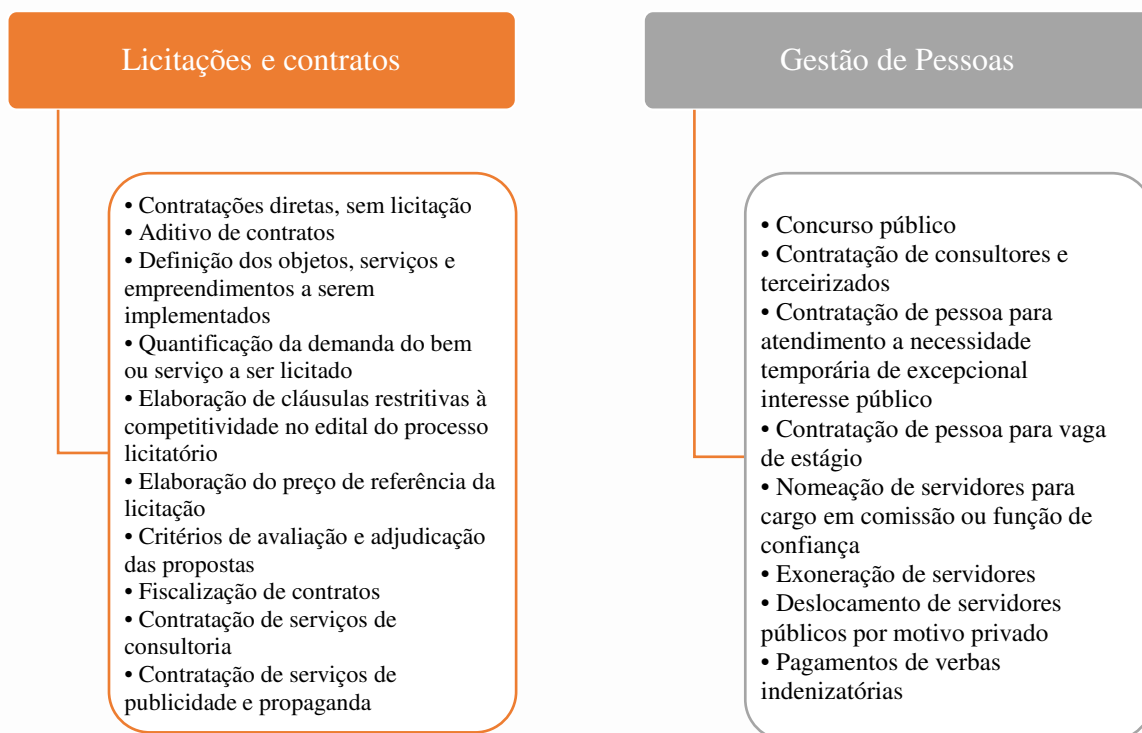 Licitações e contratos
• Contratações diretas, sem licitação
• Aditivo de contratos
• Definição dos objetos, serviços e
empreendimentos a serem
implementados
• Quantificação da demanda do bem
ou serviço a ser licitado
• Elaboração de cláusulas restritivas à
competitividade no edital do processo
licitatório
• Elaboração do preço de referência da
licitação
• Critérios de avaliação e adjudicação
das propostas
• Fiscalização de contratos
• Contratação de serviços de
consultoria
• Contratação de serviços de
publicidade e propaganda
Gestão de Pessoas
• Concurso público
• Contratação de consultores e
terceirizados
• Contratação de pessoa para
atendimento a necessidade
temporária de excepcional
interesse público
• Contratação de pessoa para vaga
de estágio
• Nomeação de servidores para
cargo em comissão ou função de
confiança
• Exoneração de servidores
• Deslocamento de servidores
públicos por motivo privado
• Pagamentos de verbas
indenizatórias